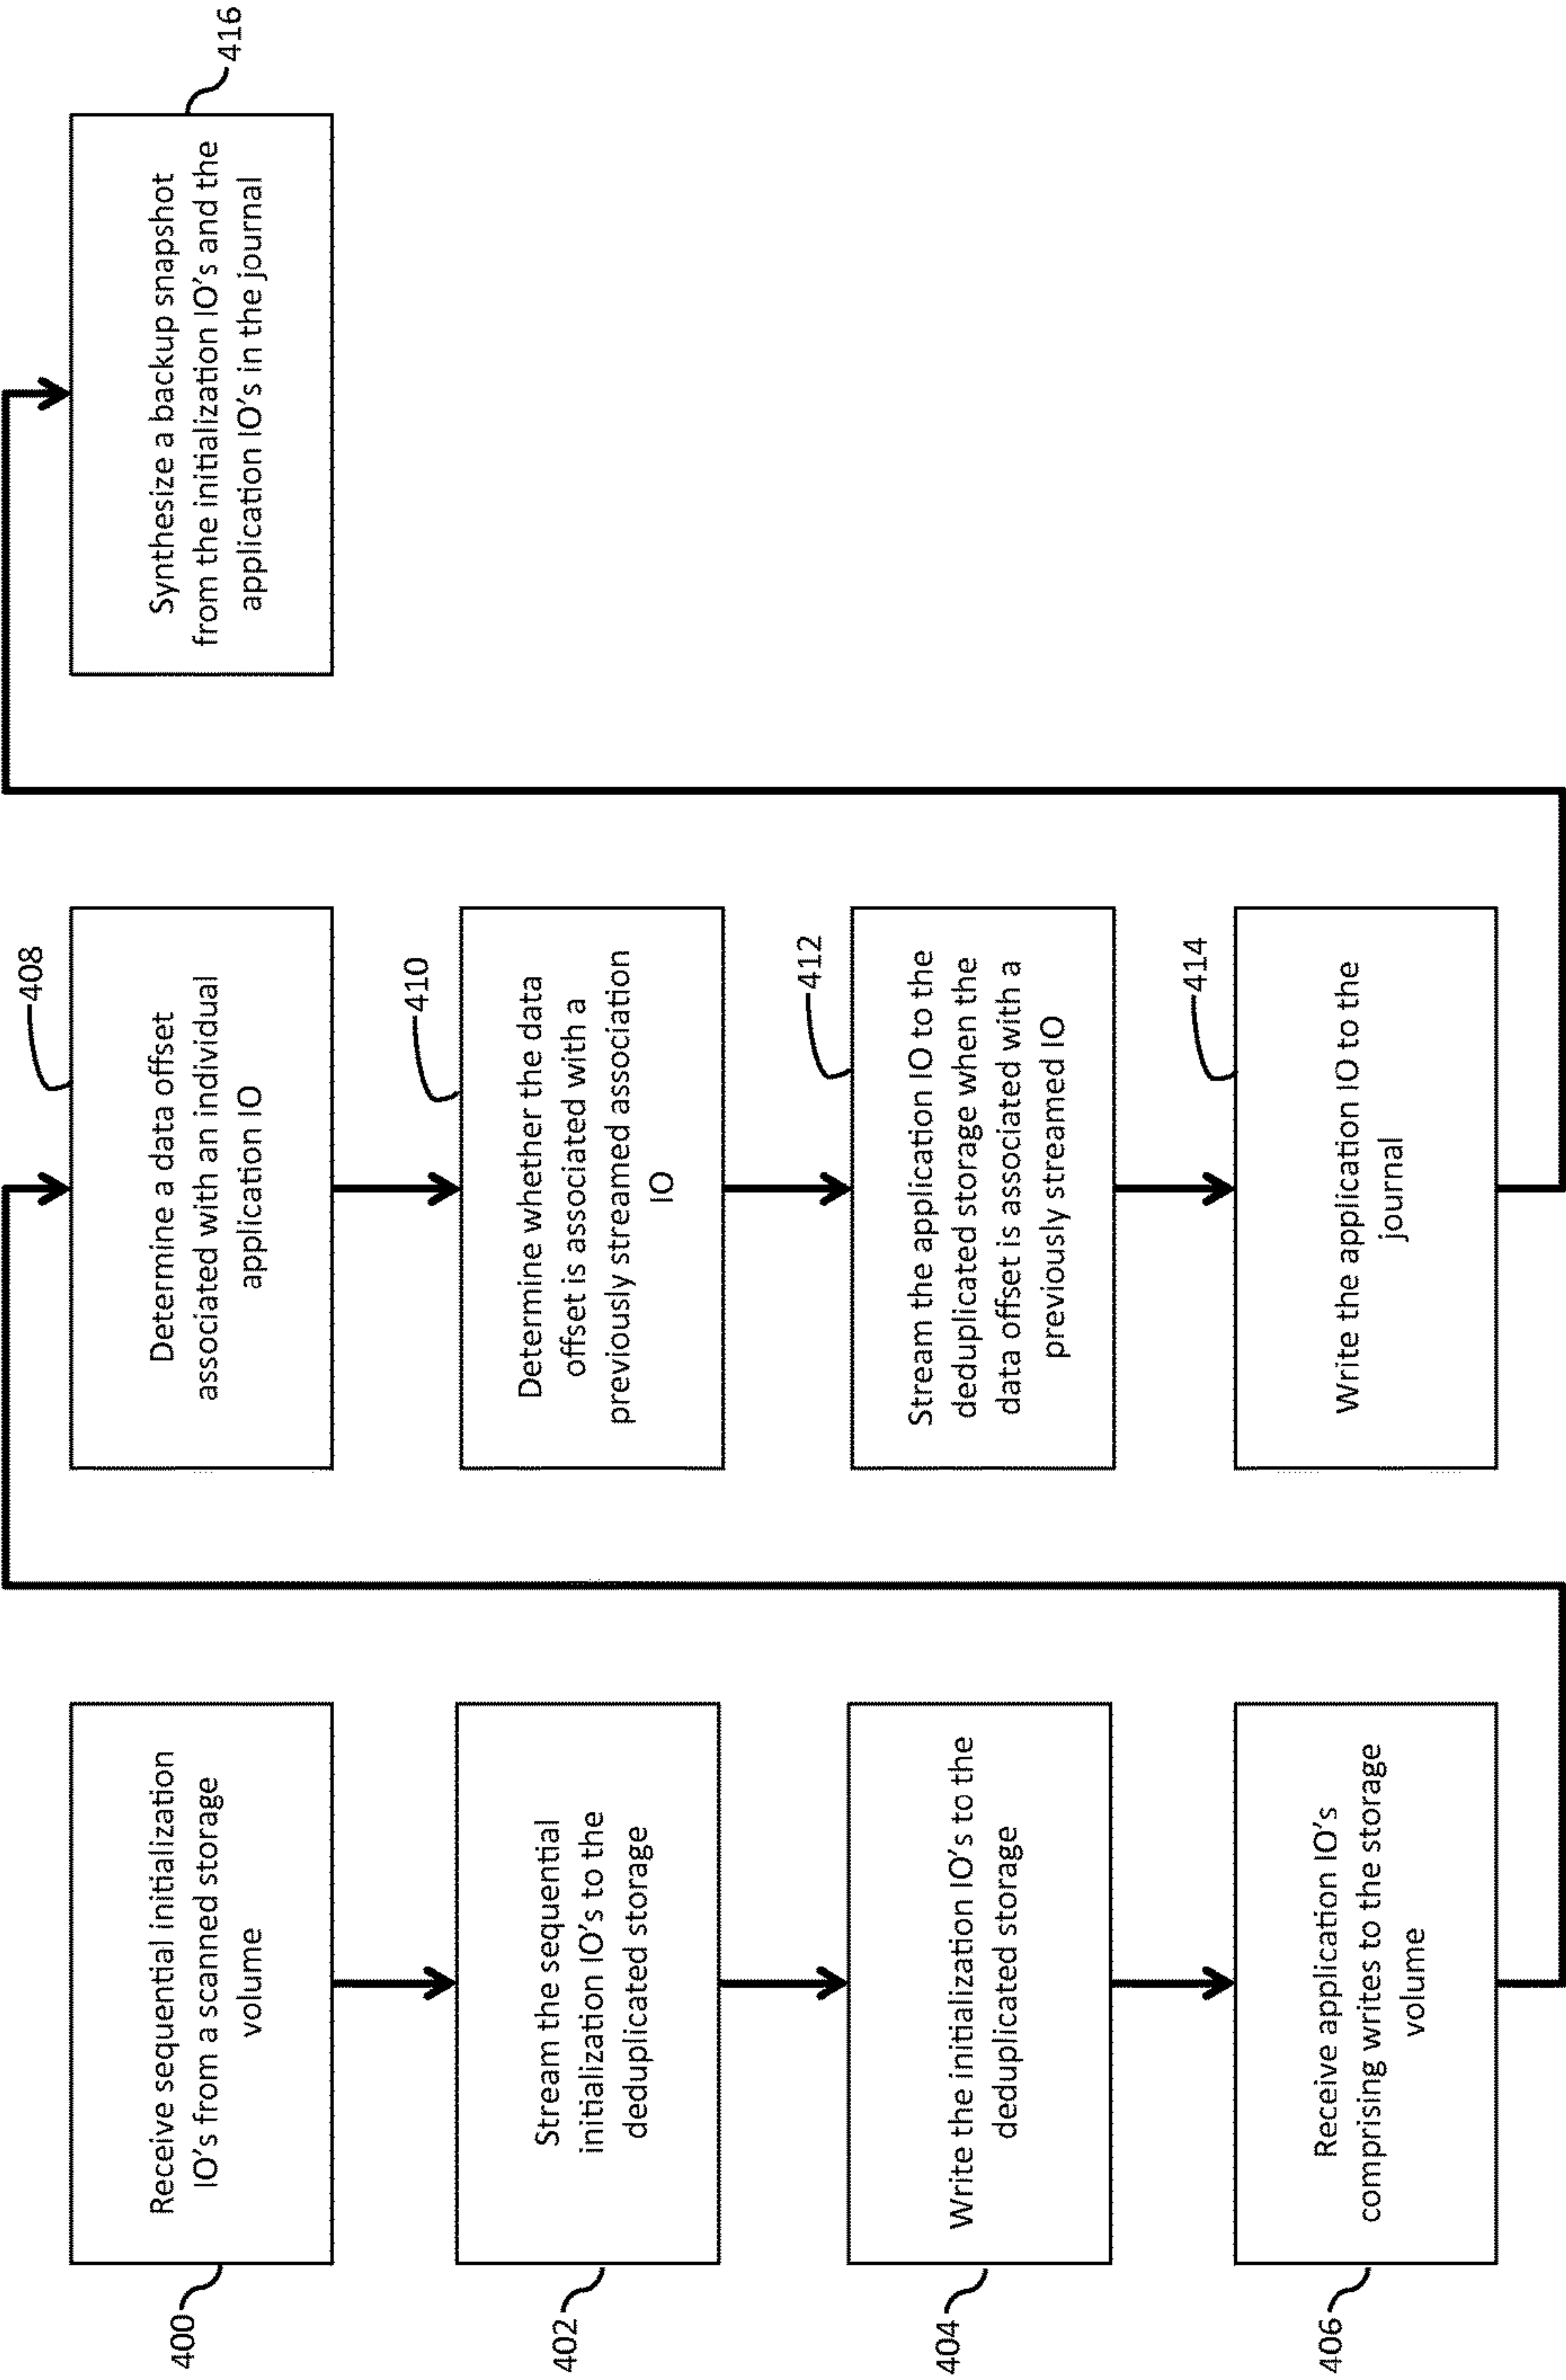 400
Receive sequential initialization
IO's from a scanned storage
volume
402
Stream the sequential
initialization IO's to the
deduplicated storage
404
Write the initialization IO's to the
deduplicated storage
406
Receive application IO's
comprising writes to the storage
volume
408
Determine a data offset
associated with an individual
application IO
410
Determine whether the data
offset is associated with a
previously streamed association
IO
412
Stream the application IO to the
deduplicated storage when the
data offset is associated with a
previously streamed IO
414
Write the application IO to the
journal
416
Synthesize a backup snapshot
from the initialization IO's and the
application IO's in the journal